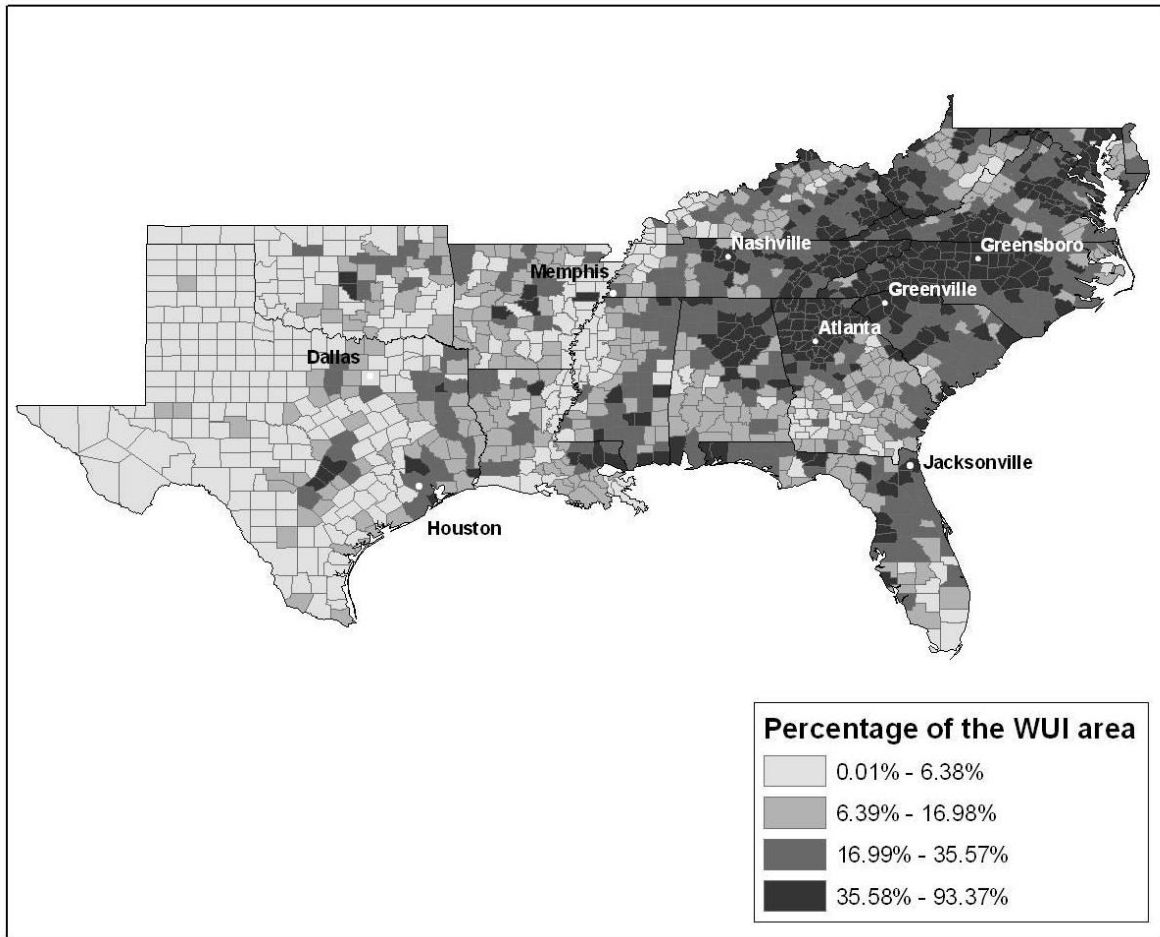 Nashville
Greensboro
Memphis
Greenville
Atlanta
Dallas
Jacksonville
Houston
Percentage of the WUI area
0.01% - 6.38%
6.39% - 16.98%
16.99% - 35.57%
35.58% - 93.37%